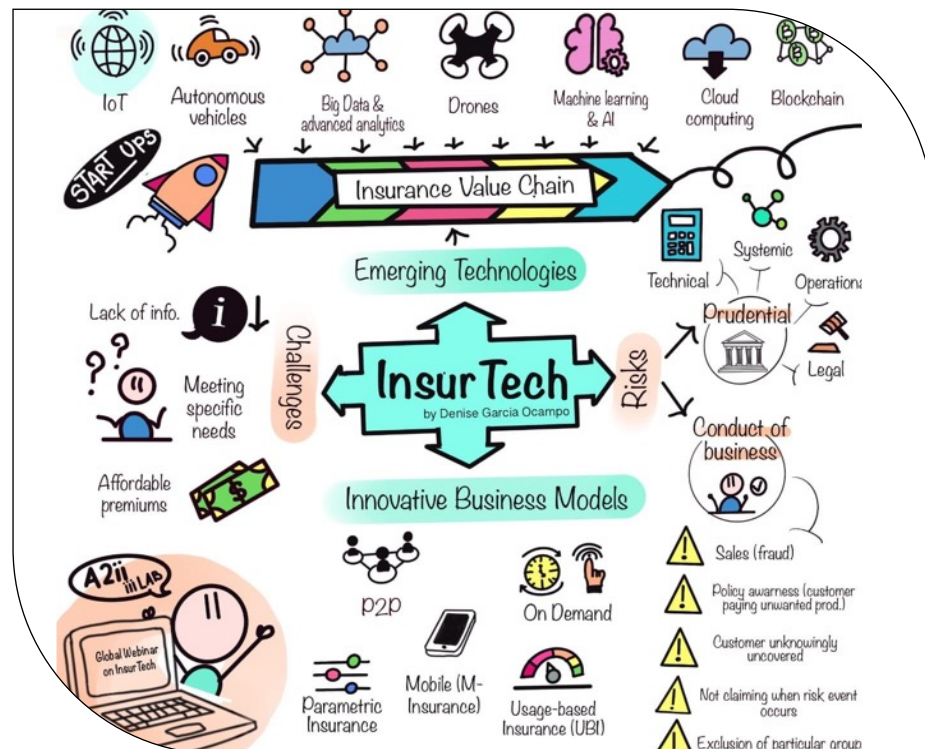 IoT
Autonomous
vehicles
Big Data &
advanced analytics
Drones
Machine learning
& AI
Cloud
computing
Blockchain
START UPS
Insurance Value Chain
Emerging Technologies
Technical
Systemic
Operationa
Prudential
Legal
Lack of info.
i
Challenges
Meeting
specific
needs
Affordable
premiums
$
InsurTech
by Denise Garcia Ocampo
Risks
Conduct of
business
Innovative Business Models
P2P
On Demand
Mobile (M-
Insurance)
Parametric
Insurance
Usage-based
Insurance (UBI)
Sales (fraud)
Policy awarness (customer
paying unwanted prod.)
Customer unknowingly
uncovered
Not claiming when risk event
occurs
Exclusion of particular group
A2ii
iii LAB
Global Webinar
on InsurTech